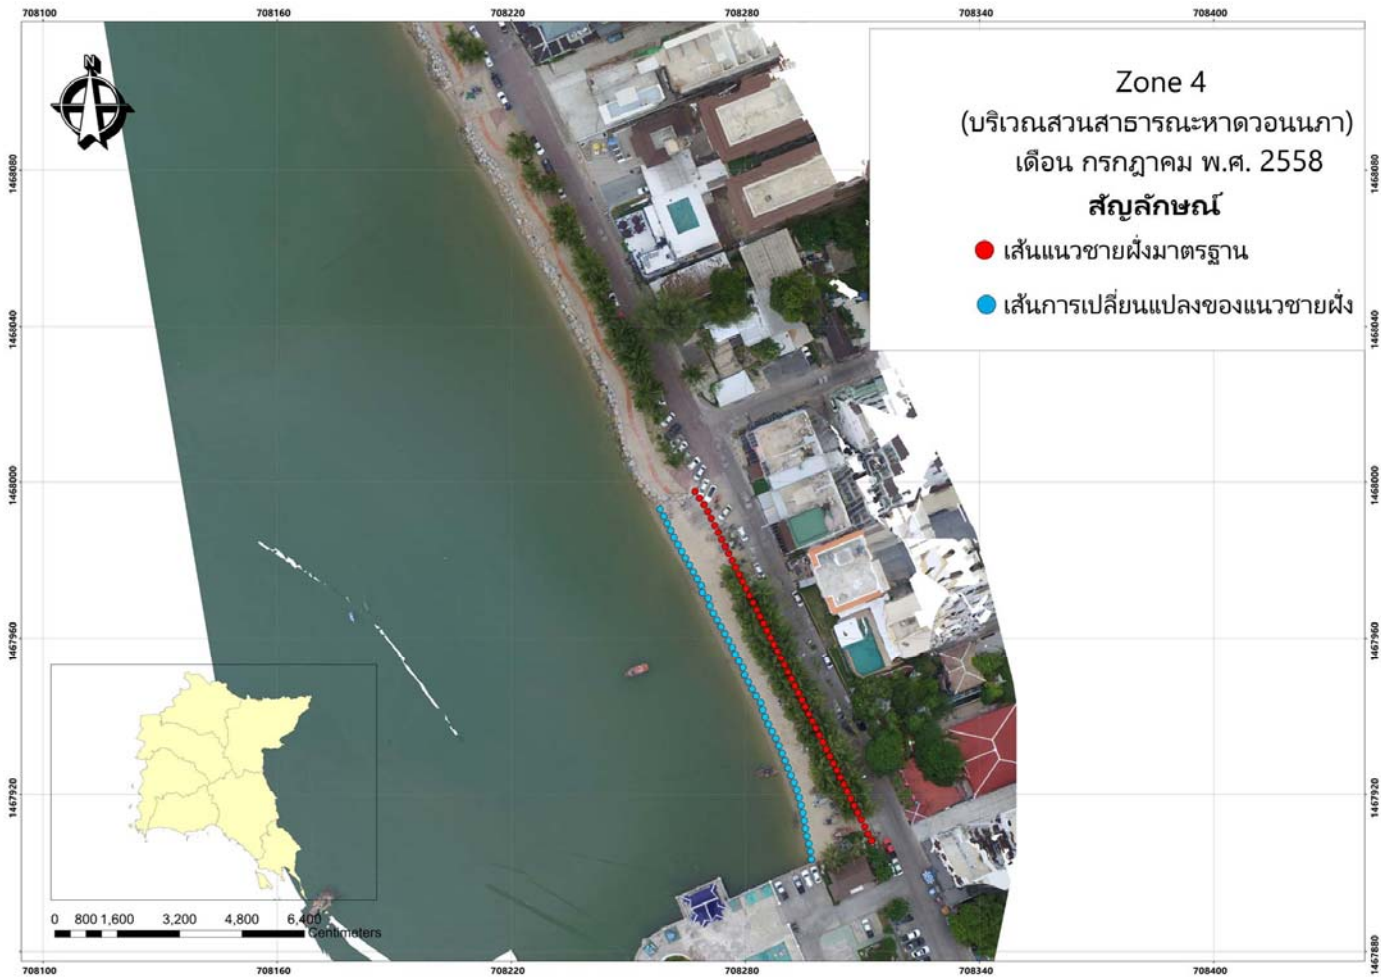 708100 708160 708220 708280 708340 708400
N
Zone 4
(บริเวณสวนสาธารณะหาดวอนนภา)
เดือน กรกฎาคม พ.ศ. 2558
สัญลักษณ์
เส้นแนวชายฝั่งมาตรฐาน
เส้นการเปลี่ยนแปลงของแนวชายฝั่ง
1468080 1468080
1468040 1468040
1468000 1468000
1467960 1467960
1467920 1467920
1467880
0 800 1,600 3,200 4,800 6,400
Centimeters
708100 708160 708220 708280 708340 708400